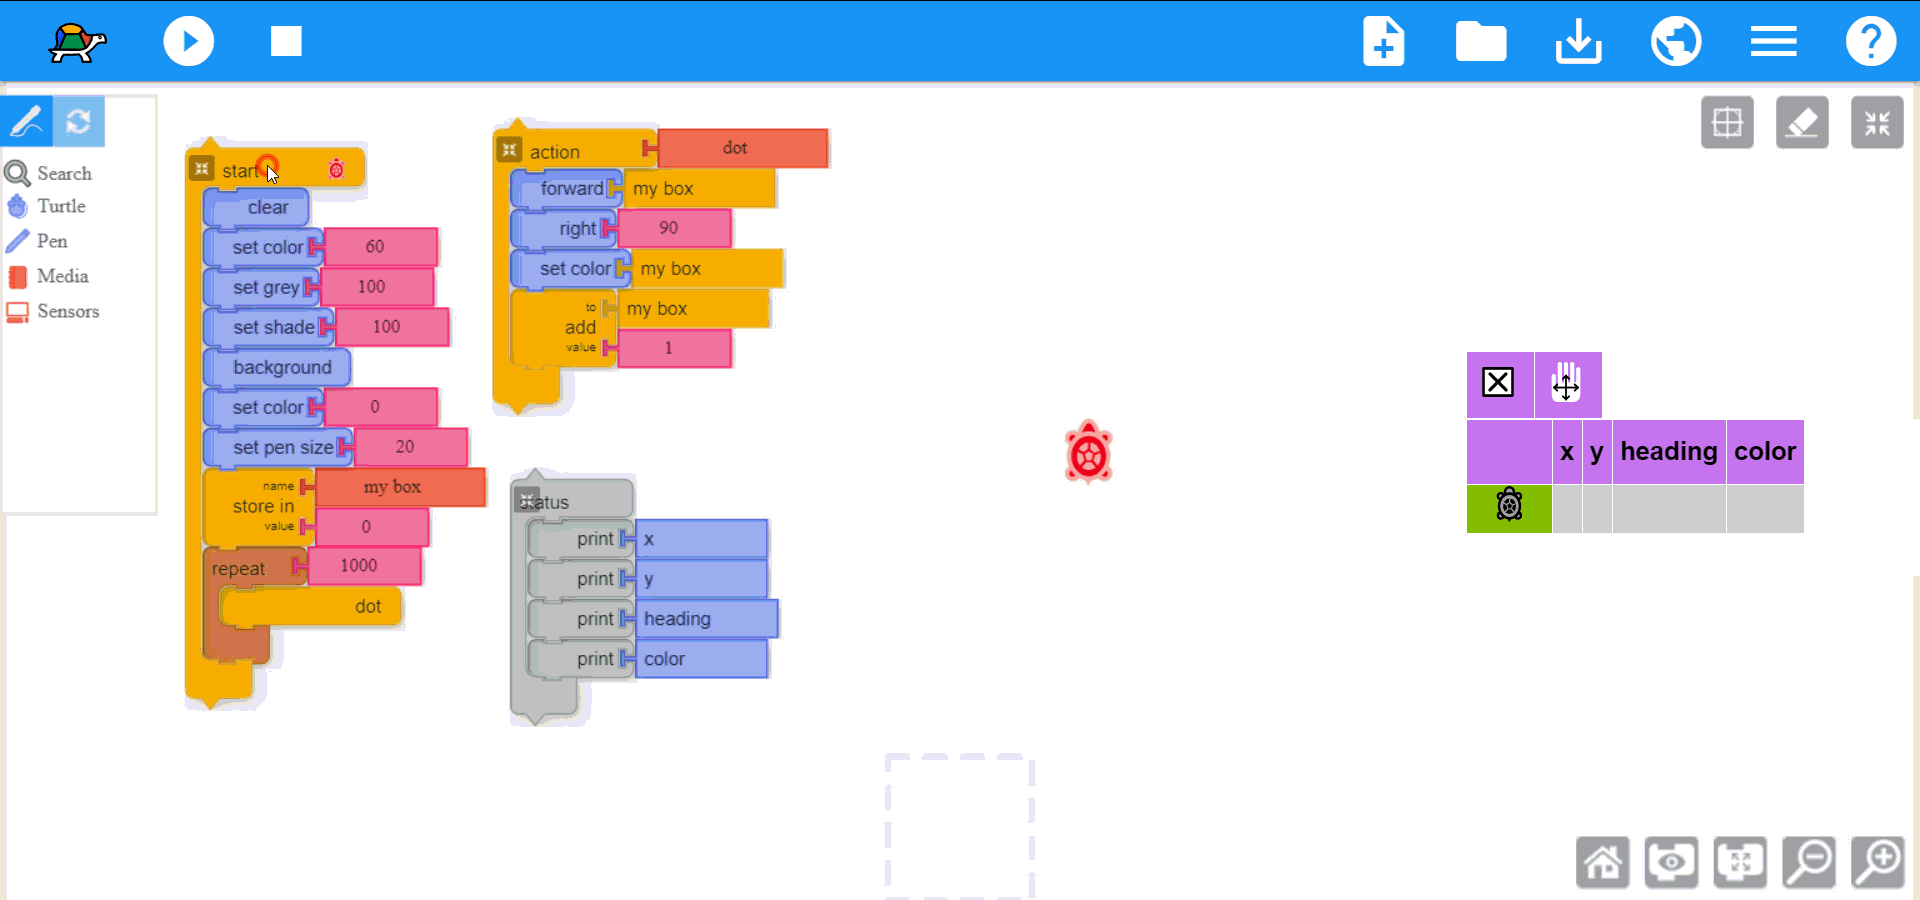 Search
Turtle
Pen
Media
Sensors
start
clear
set color 60
set grey 100
set shade 100
background
set color 0
set pen size 20
name my box
store in
value 0
repeat 1000
dot
action dot
forward my box
right 90
set color my box
to my box
add
value 1
status
print x
print y
print heading
print color
x y heading color